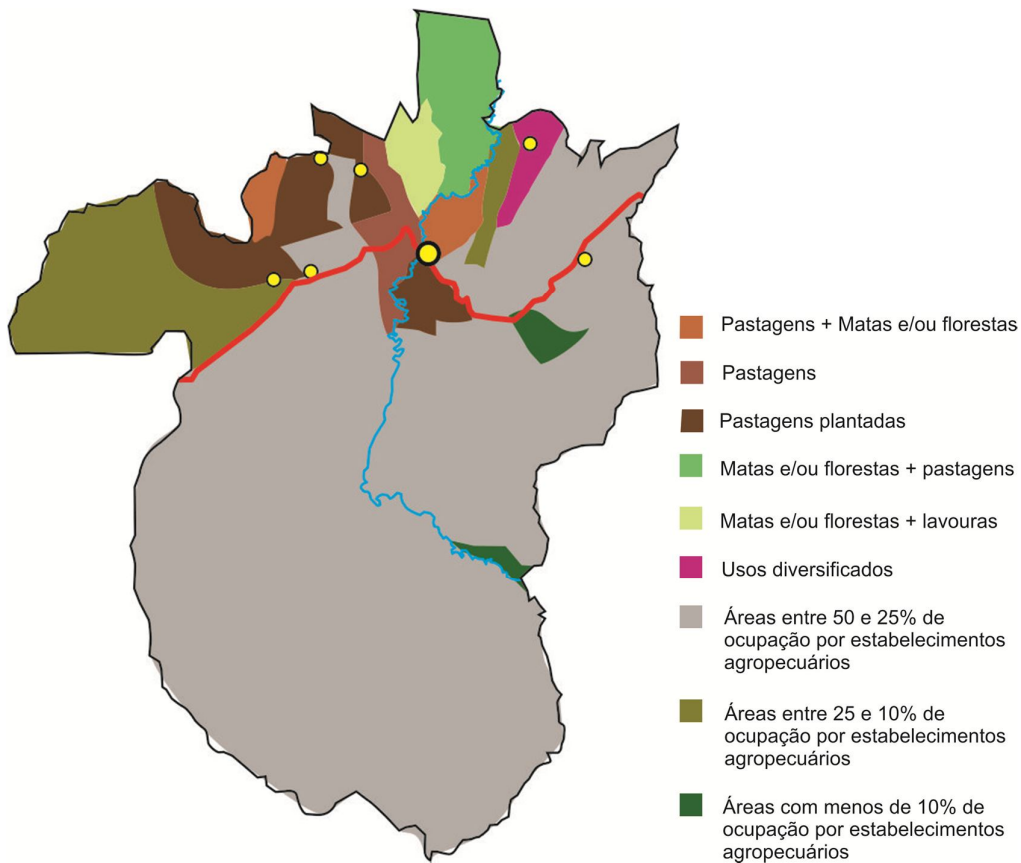 Pastagens + Matas e/ou florestas
Pastagens
Pastagens plantadas
Matas e/ou florestas + pastagens
Matas e/ou florestas + lavouras
Usos diversificados
Áreas entre 50 e 25% de
ocupação por estabelecimentos
agropecuários
Áreas entre 25 e 10% de
ocupação por estabelecimentos
agropecuários
Áreas com menos de 10% de
ocupação por estabelecimentos
agropecuários